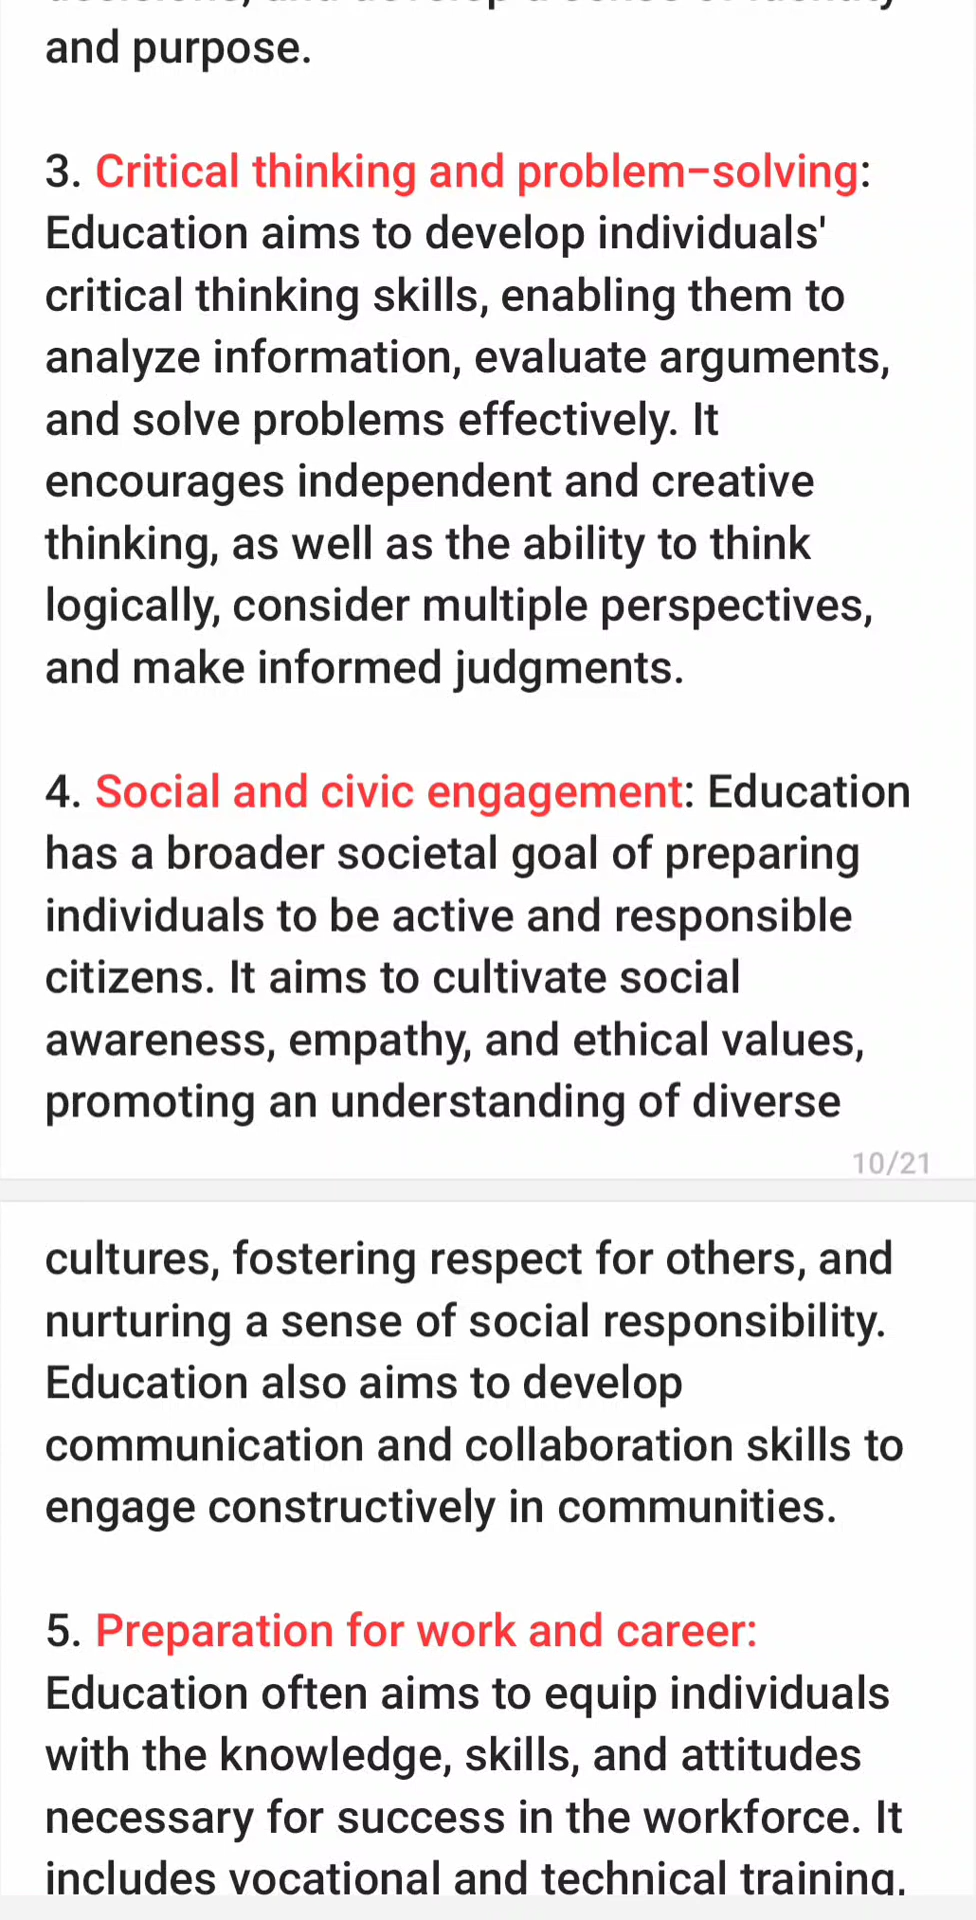 and purpose.
3. Critical thinking and problem-solving:
Education aims to develop individuals'
critical thinking skills, enabling them to
analyze information, evaluate arguments,
and solve problems effectively. It
encourages independent and creative
thinking, as well as the ability to think
logically, consider multiple perspectives,
and make informed judgments.
4. Social and civic engagement: Education
has a broader societal goal of preparing
individuals to be active and responsible
citizens. It aims to cultivate social
awareness, empathy, and ethical values,
promoting an understanding of diverse
10/21
cultures, fostering respect for others, and
nurturing a sense of social responsibility.
Education also aims to develop
communication and collaboration skills to
engage constructively in communities.
5. Preparation for work and career:
Education often aims to equip individuals
with the knowledge, skills, and attitudes
necessary for success in the workforce. It
includes vocational and technical training,